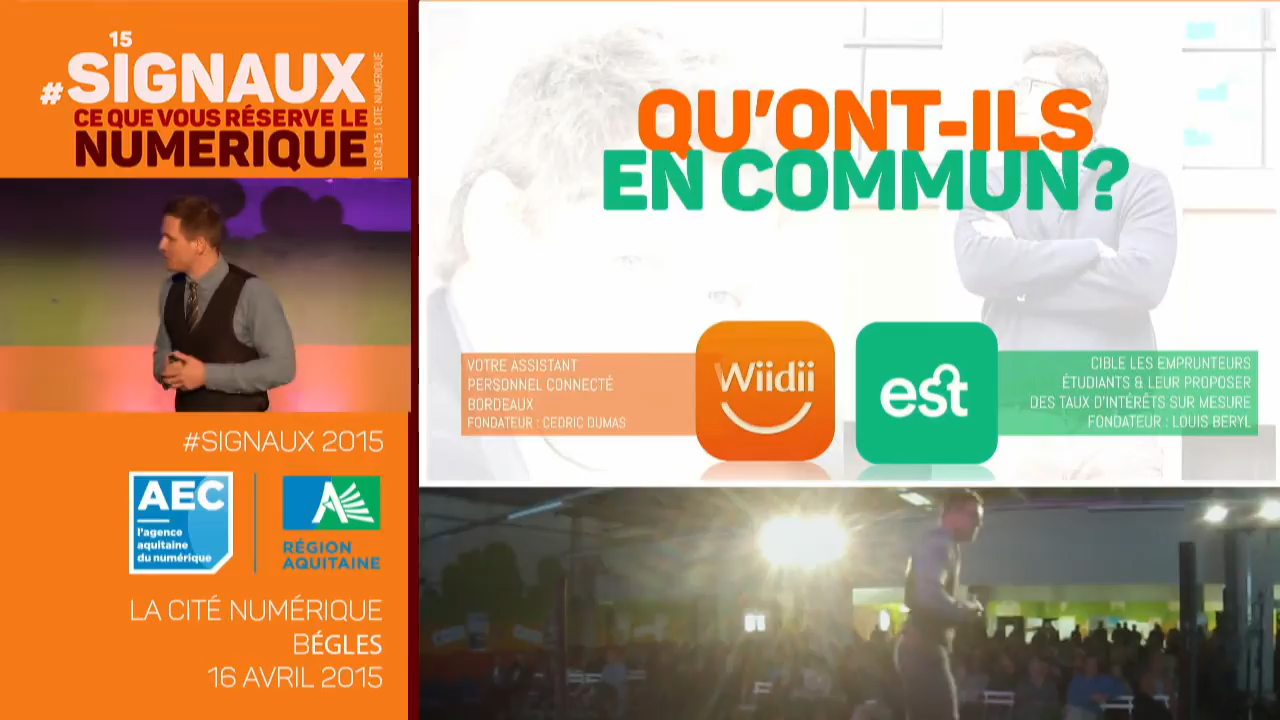 15
#SIGNAUX
CE QUE VOUS RÉSERVE LE
NUMERIQUE
16.04.15 | CITÉ NUMÉRIQUE
#SIGNAUX 2015
AEC
l'agence
aquitaine
du numérique
RÉGION
AQUITAINE
LA CITÉ NUMÉRIQUE
BÉGLES
16 AVRIL 2015
QU'ONT-ILS
EN COMMUN?
VOTRE ASSISTANT
PERSONNEL CONNECTÉ
BORDEAUX
FONDATEUR : CEDRIC DUMAS
Wiidii
est
CIBLE LES EMPRUNTEURS
ÉTUDIANTS & LEUR PROPOSER
DES TAUX D'INTÉRÊTS SUR MESURE
FONDATEUR : LOUIS BERYL